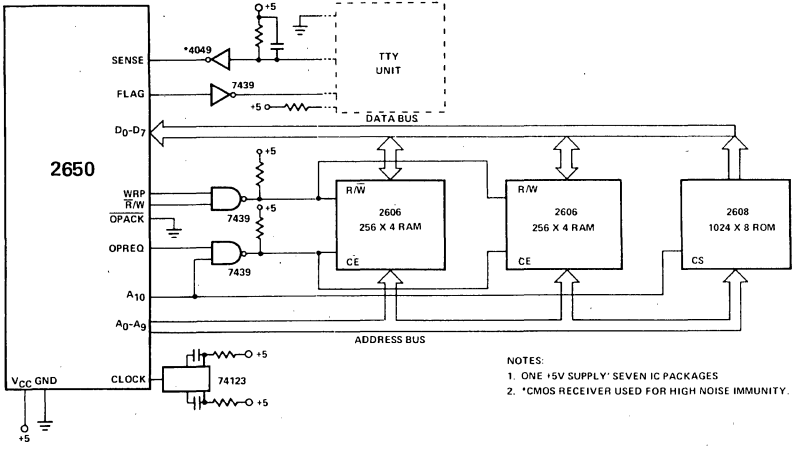 +5
*4049
SENSE
TTY
UNIT
7439
FLAG
+5
DATA BUS
D0-D7
2650
+5
WRP
R̅/W
7439
R/W̅
2606
256 X 4 RAM
CE
R/W
2606
256 X 4 RAM
CE
2608
1024 X 8 ROM
CS
O̅P̅A̅C̅K̅
+5
OPREQ
7439
A10
A0-A9
ADDRESS BUS
+5
CLOCK
74123
+5
VCC GND
+5
NOTES:
1. ONE +5V SUPPLY' SEVEN IC PACKAGES
2. *CMOS RECEIVER USED FOR HIGH NOISE IMMUNITY.